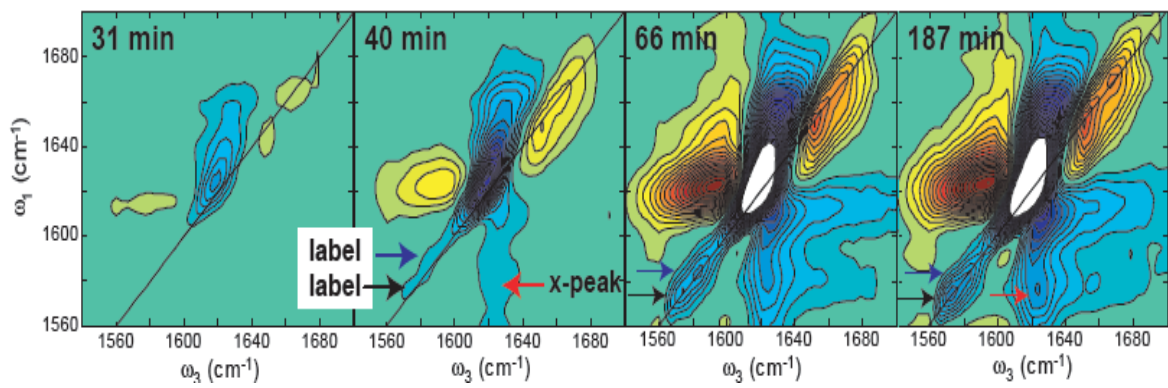 31 min
40 min
66 min
187 min
1680
1640
1600
1560
ω₁ (cm⁻¹)
label
label
x-peak
1560 1600 1640 1680
1560 1600 1640 1680
1560 1600 1640 1680
1560 1600 1640 1680
ω₃ (cm⁻¹)
ω₃ (cm⁻¹)
ω₃ (cm⁻¹)
ω₃ (cm⁻¹)